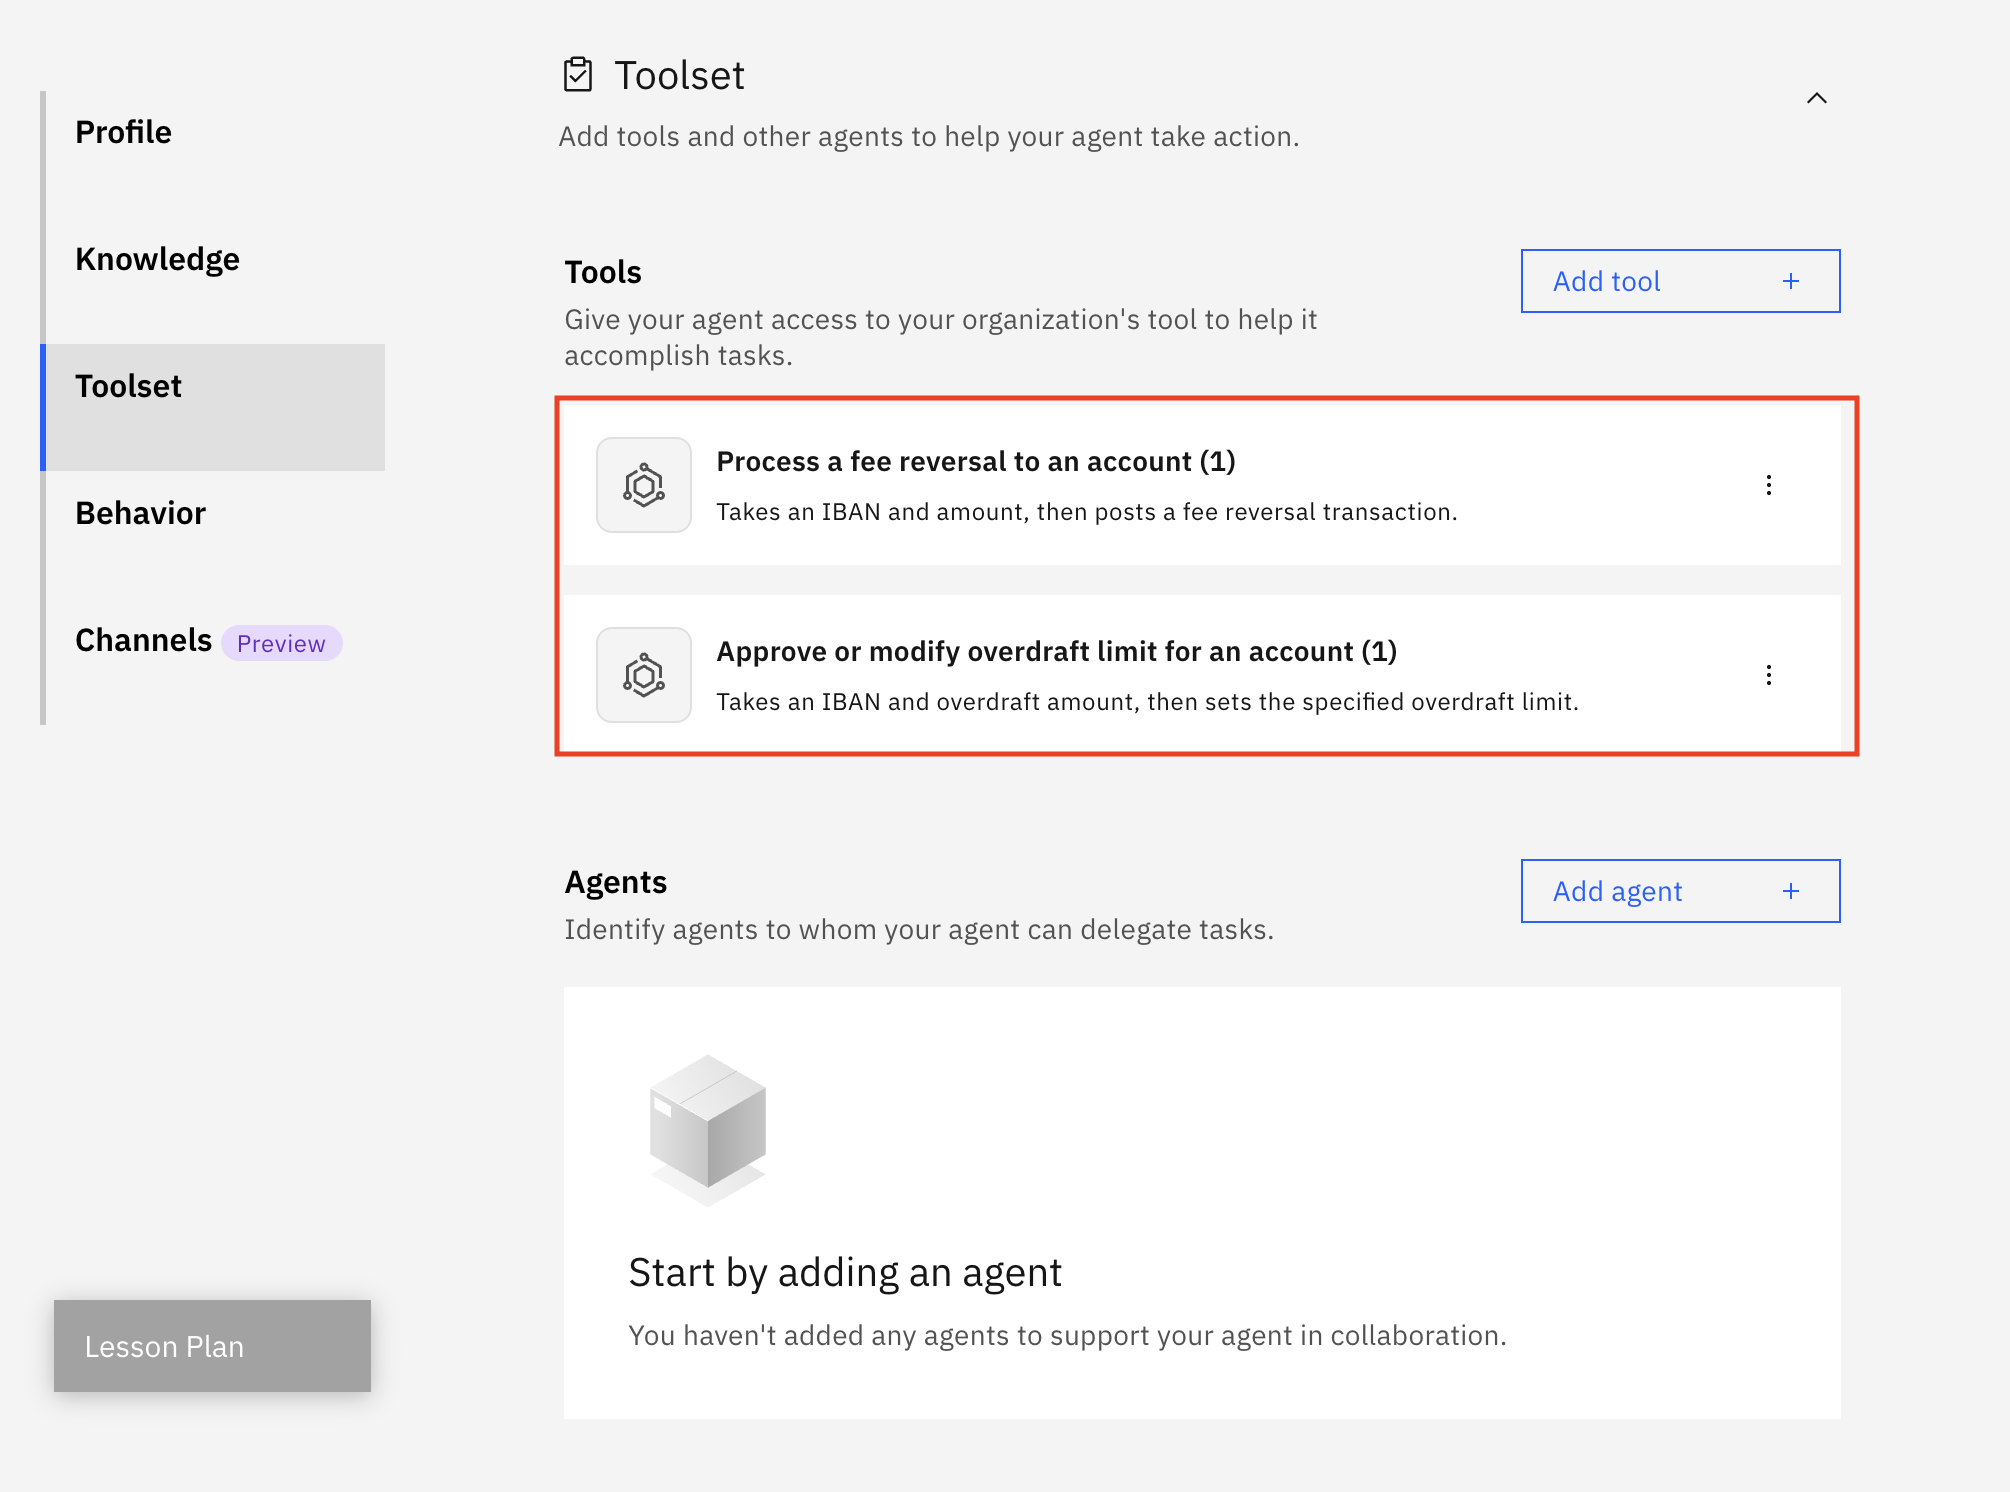 Profile
Knowledge
Toolset
Behavior
Channels Preview
Lesson Plan
Toolset
Add tools and other agents to help your agent take action.
Tools
Give your agent access to your organization's tool to help it
accomplish tasks.
Add tool +
Process a fee reversal to an account (1)
Takes an IBAN and amount, then posts a fee reversal transaction.
Approve or modify overdraft limit for an account (1)
Takes an IBAN and overdraft amount, then sets the specified overdraft limit.
Agents
Identify agents to whom your agent can delegate tasks.
Add agent +
Start by adding an agent
You haven't added any agents to support your agent in collaboration.